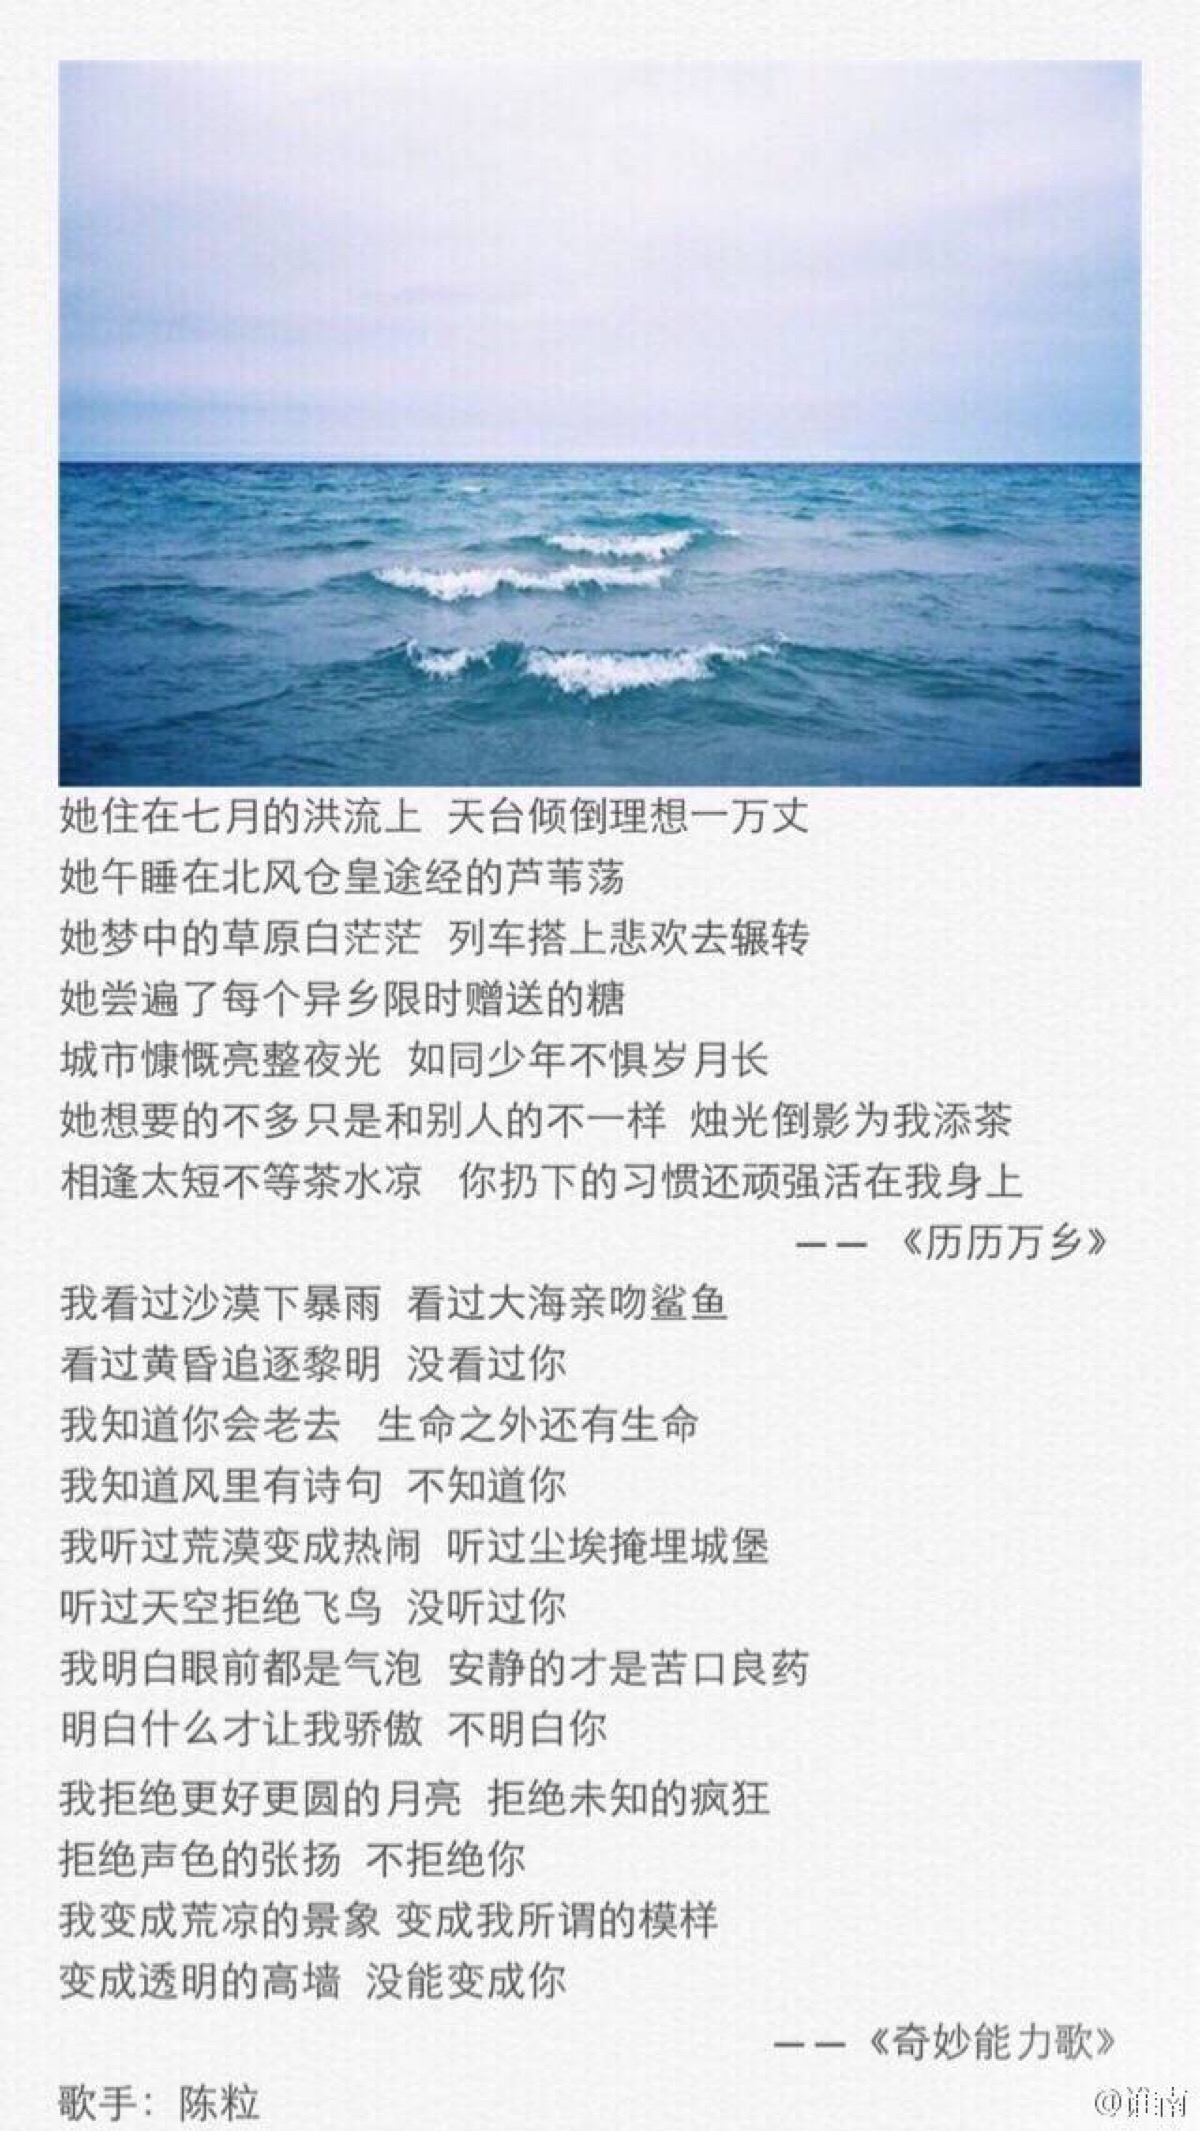 她住在七月的洪流上 天台倾倒理想一万丈
她午睡在北风仓皇途经的芦苇荡
她梦中的草原白茫茫 列车搭上悲欢去辗转
她尝遍了每个异乡限时赠送的糖
城市慷慨亮整夜光 如同少年不惧岁月长
她想要的不多只是和别人的不一样 烛光倒影为我添茶
相逢太短不等茶水凉 你扔下的习惯还顽强活在我身上
—— 《历历万乡》
我看过沙漠下暴雨 看过大海亲吻鲨鱼
看过黄昏追逐黎明 没看过你
我知道你会老去 生命之外还有生命
我知道风里有诗句 不知道你
我听过荒漠变成热闹 听过尘埃掩埋城堡
听过天空拒绝飞鸟 没听过你
我明白眼前都是气泡 安静的才是苦口良药
明白什么才让我骄傲 不明白你
我拒绝更好更圆的月亮 拒绝未知的疯狂
拒绝声色的张扬 不拒绝你
我变成荒凉的景象 变成我所谓的模样
变成透明的高墙 没能变成你
——《奇妙能力歌》
歌手：陈粒